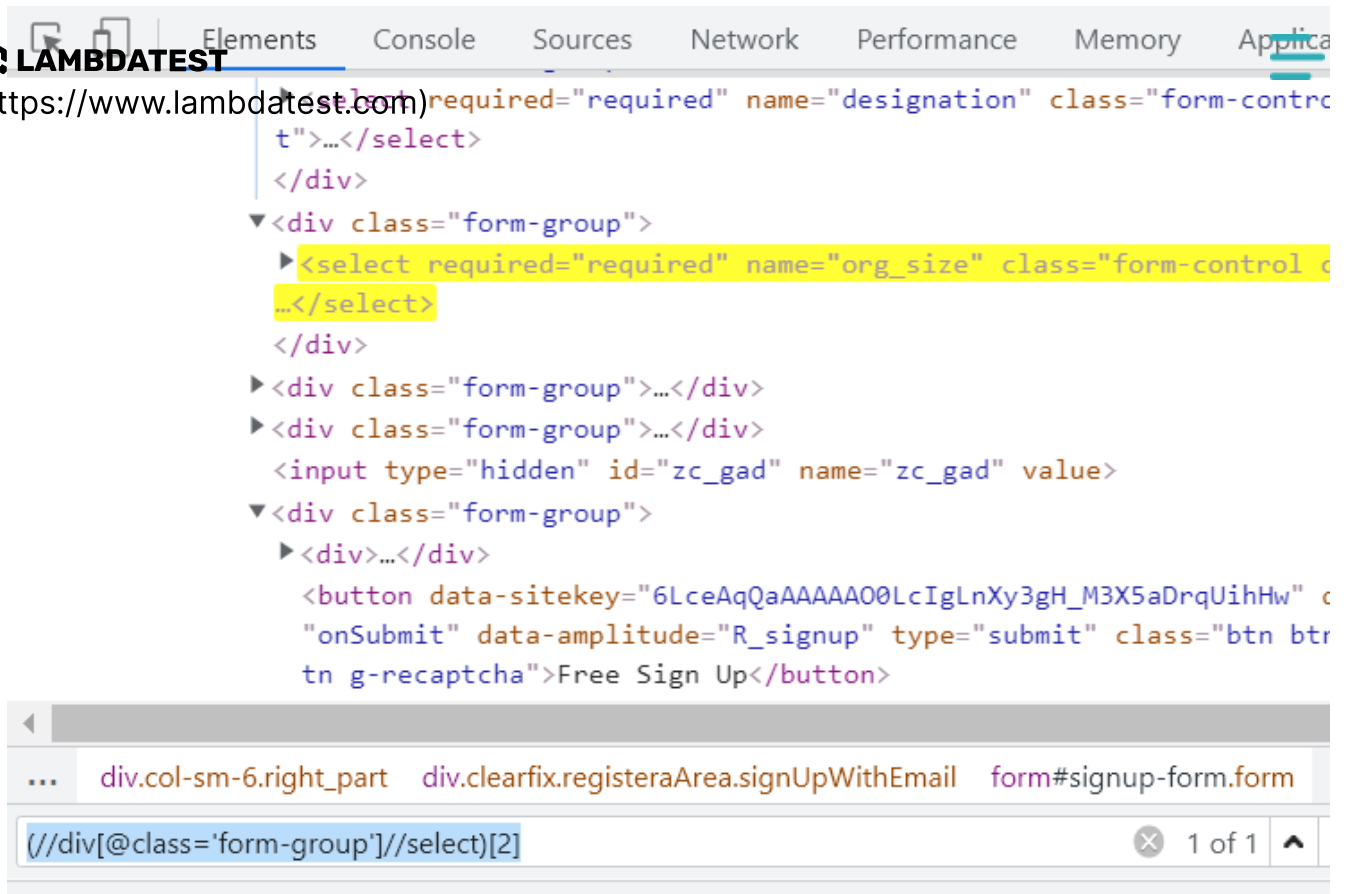 Elements Console Sources Network Performance Memory Applica
LAMBDATEST
ttps://www.lambdatest.com)
<select required="required" name="designation" class="form-contro
t">…</select>
</div>
<div class="form-group">
<select required="required" name="org_size" class="form-control c
…</select>
</div>
<div class="form-group">…</div>
<div class="form-group">…</div>
<input type="hidden" id="zc_gad" name="zc_gad" value>
<div class="form-group">
<div>…</div>
<button data-sitekey="6LceAqQaAAAAAO0LcIgLnXy3gH_M3X5aDrqUihHw" c
"onSubmit" data-amplitude="R_signup" type="submit" class="btn btn
tn g-recaptcha">Free Sign Up</button>
... div.col-sm-6.right_part div.clearfix.registeraArea.signUpWithEmail form#signup-form.form
(//div[@class='form-group']//select)[2] 1 of 1